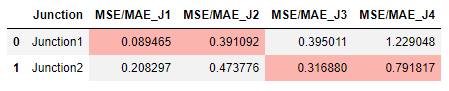 Junction MSE/MAE_J1 MSE/MAE_J2 MSE/MAE_J3 MSE/MAE_J4
0 Junction1 0.089465 0.391092 0.395011 1.229048
1 Junction2 0.208297 0.473776 0.316880 0.791817